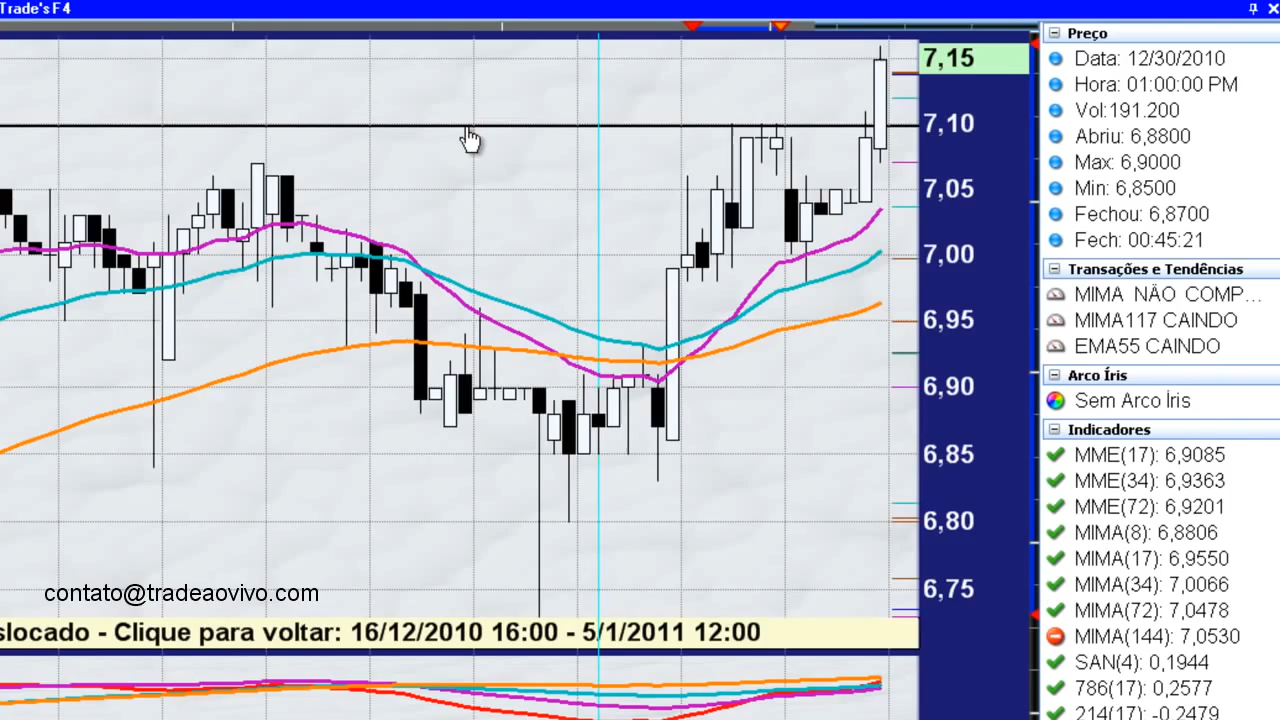 Trade's F4
7,15
7,10
7,05
7,00
6,95
6,90
6,85
6,80
6,75
contato@tradeaovivo.com
slocado - Clique para voltar: 16/12/2010 16:00 - 5/1/2011 12:00
Preço
Data: 12/30/2010
Hora: 01:00:00 PM
Vol:191.200
Abriu: 6,8800
Max: 6,9000
Min: 6,8500
Fechou: 6,8700
Fech: 00:45:21
Transações e Tendências
MIMA NÃO COMP...
MIMA117 CAINDO
EMA55 CAINDO
Arco Íris
Sem Arco Íris
Indicadores
MME(17): 6,9085
MME(34): 6,9363
MME(72): 6,9201
MIMA(8): 6,8806
MIMA(17): 6,9550
MIMA(34): 7,0066
MIMA(72): 7,0478
MIMA(144): 7,0530
SAN(4): 0,1944
786(17): 0,2577
214(17): -0,2479